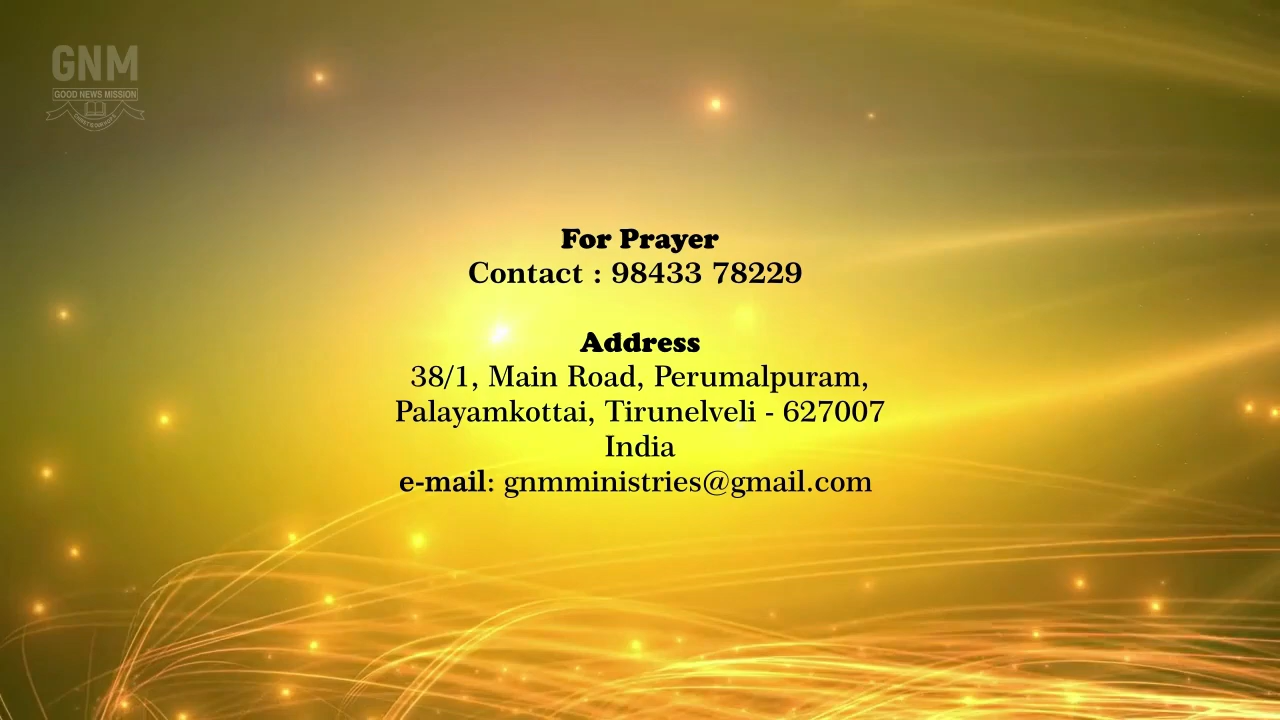 GNM
GOOD NEWS MISSION
For Prayer
Contact : 98433 78229
Address
38/1, Main Road, Perumalpuram,
Palayamkottai, Tirunelveli - 627007
India
e-mail: gnmministries@gmail.com